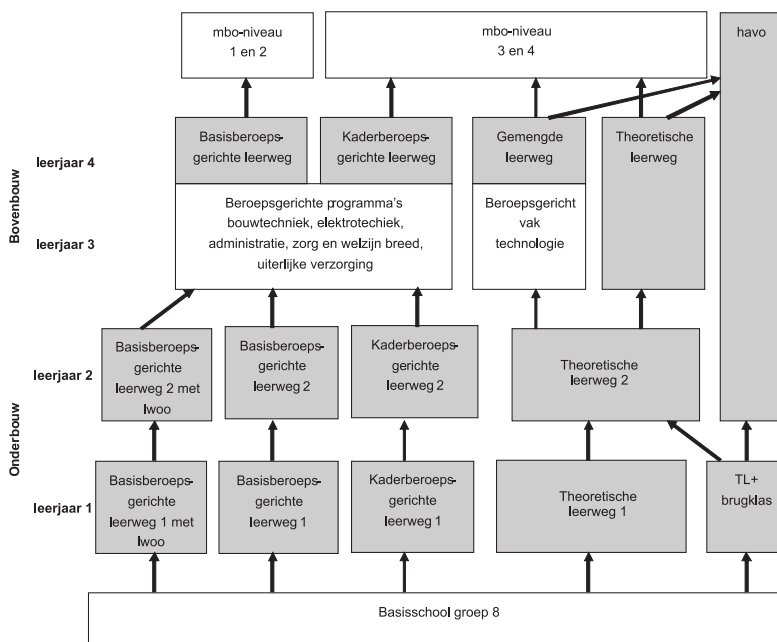 mbo-niveau
1 en 2
mbo-niveau
3 en 4
havo
Bovenbouw
leerjaar 4
Basisberoeps-
gerichte leerweg
Kaderberoeps-
gerichte leerweg
Gemengde
leerweg
Theoretische
leerweg
leerjaar 3
Beroepsgerichte programma's
bouwtechniek, elektrotechiek,
administratie, zorg en welzijn breed,
uiterlijke verzorging
Beroepsgericht
vak
technologie
Onderbouw
leerjaar 2
Basisberoeps-
gerichte
leerweg 2 met
lwoo
Basisberoeps-
gerichte
leerweg 2
Kaderberoeps-
gerichte
leerweg 2
Theoretische
leerweg 2
leerjaar 1
Basisberoeps-
gerichte
leerweg 1 met
lwoo
Basisberoeps-
gerichte
leerweg 1
Kaderberoeps-
gerichte
leerweg 1
Theoretische
leerweg 1
TL+
brugklas
Basisschool groep 8